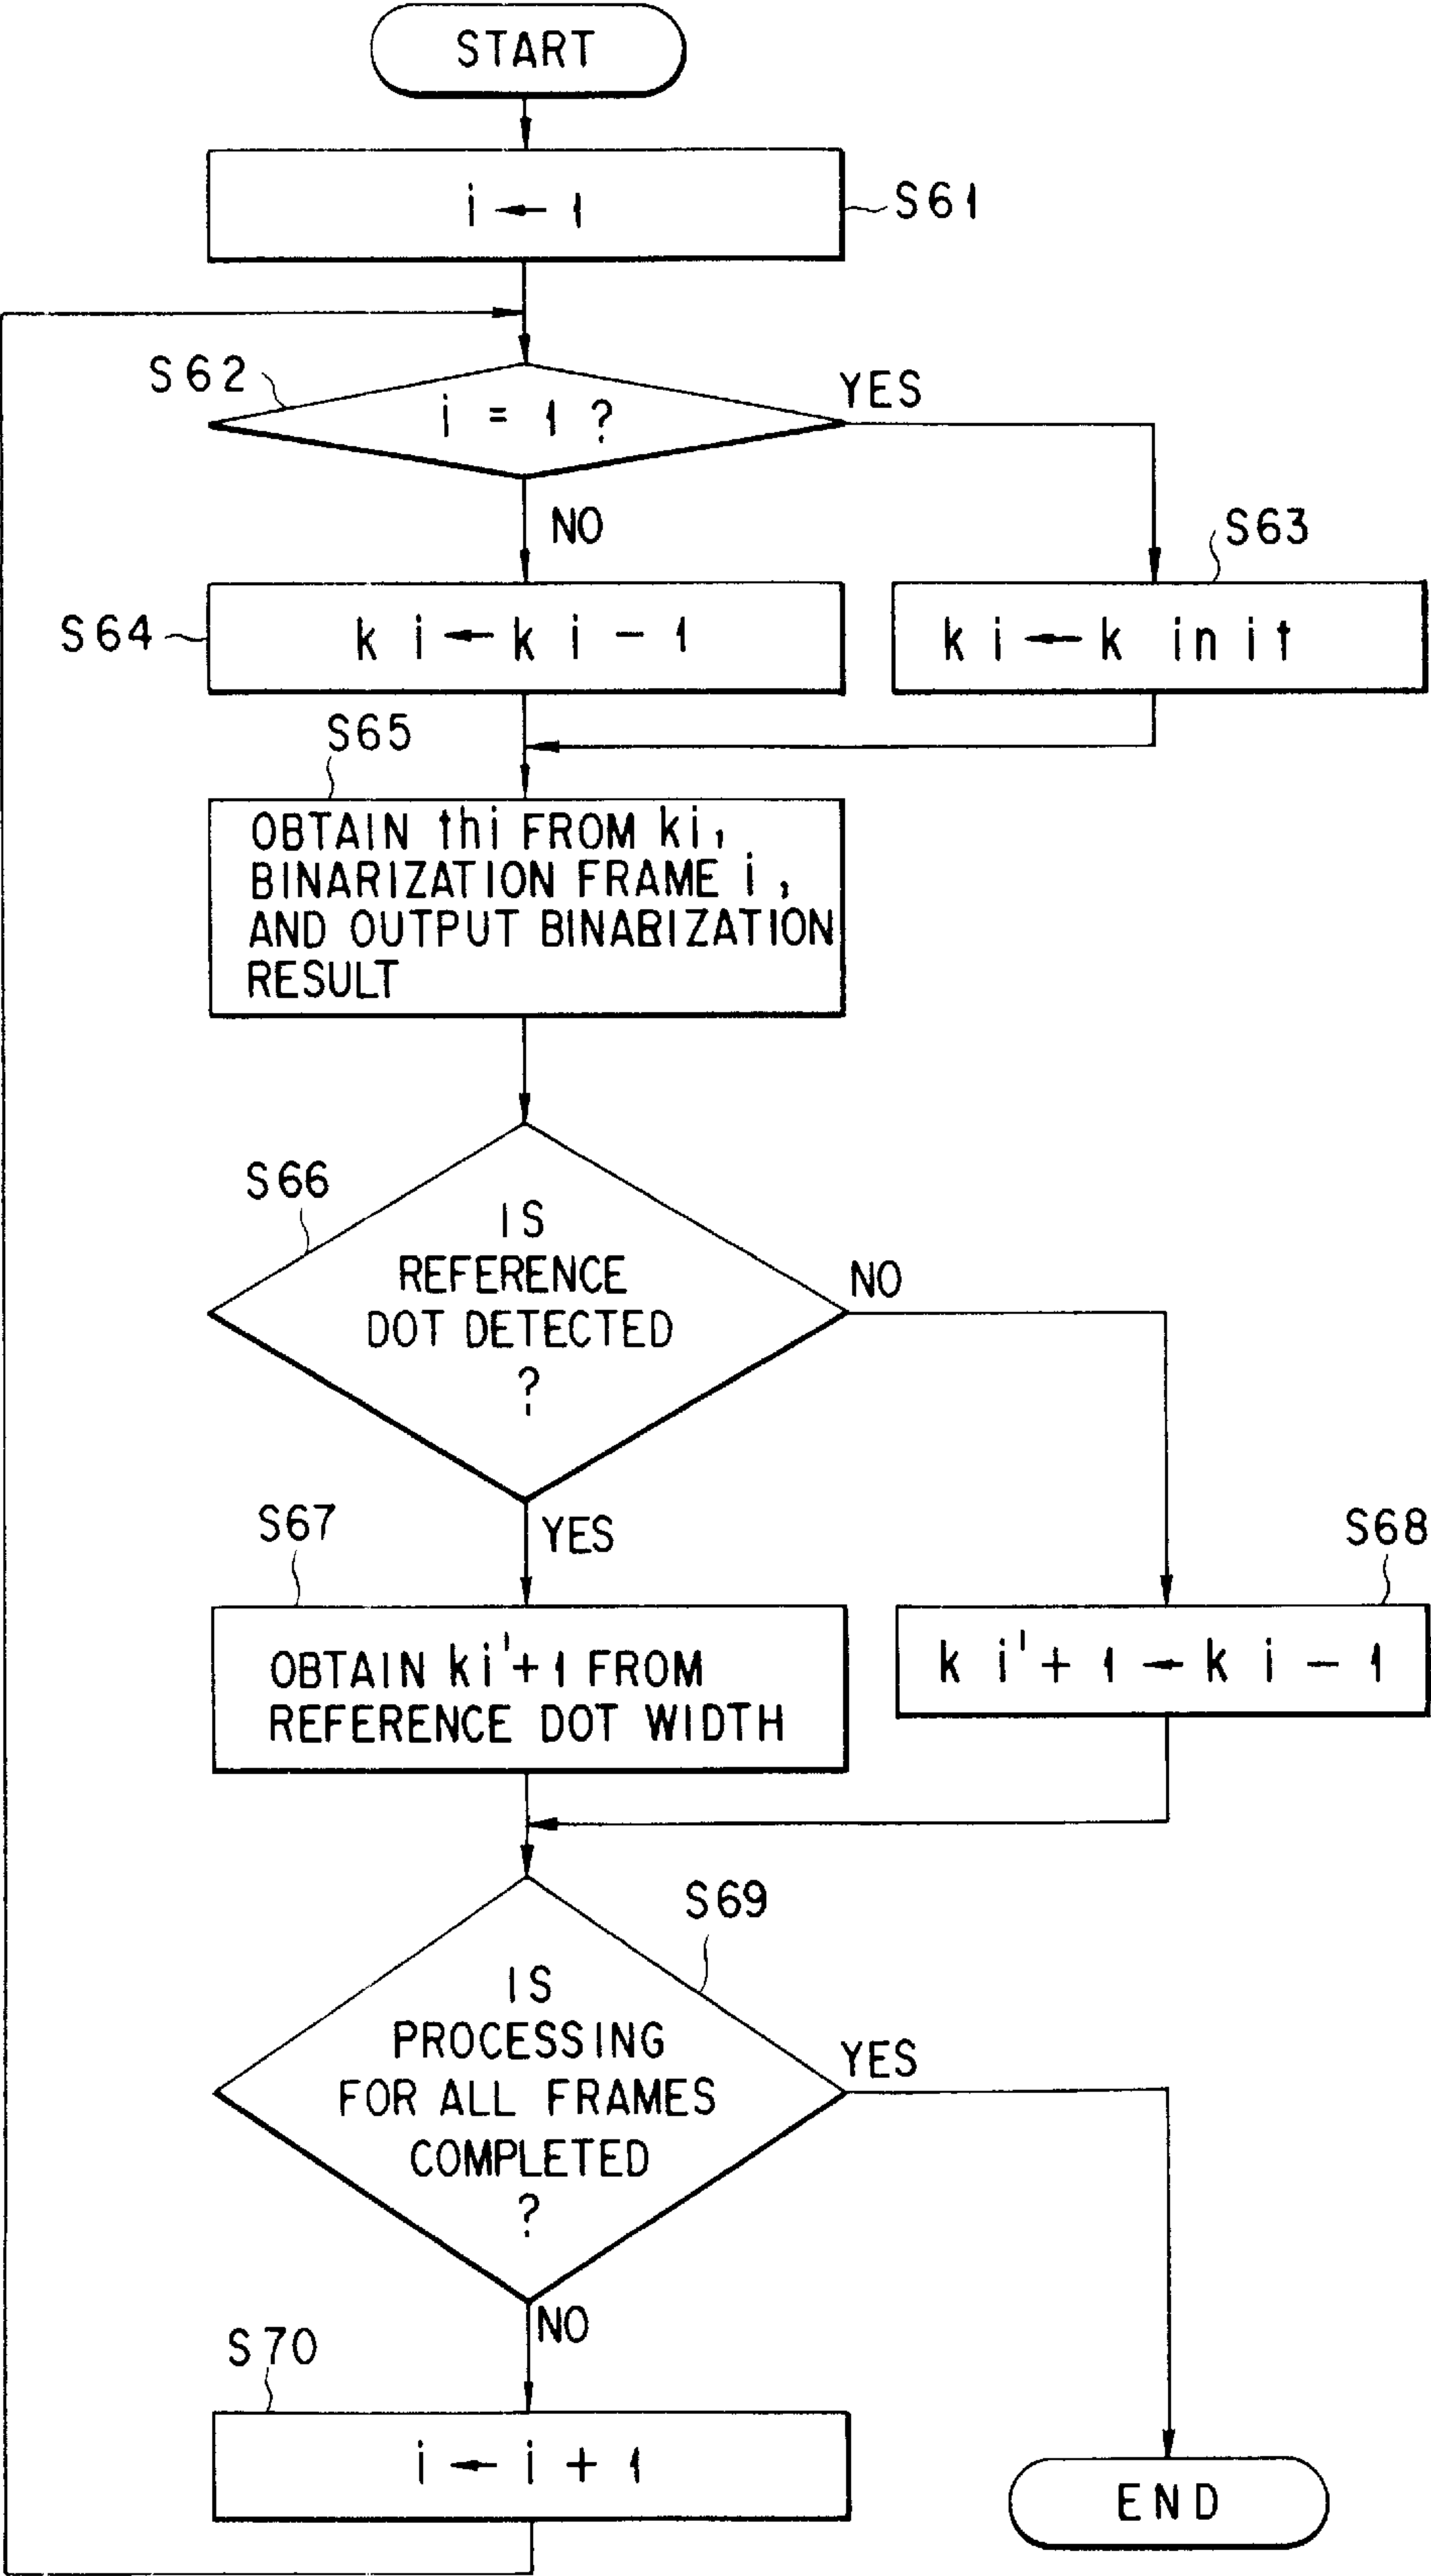 START
i ← 1
S61
S62
i = 1 ?
YES
NO
S63
S64
k i ← k i - 1
k i ← k init
S65
OBTAIN thi FROM ki,
BINARIZATION FRAME i,
AND OUTPUT BINABIZATION
RESULT
S66
IS
REFERENCE
DOT DETECTED
?
NO
YES
S67
S68
OBTAIN ki'+1 FROM
REFERENCE DOT WIDTH
k i'+ 1 ← k i - 1
S69
IS
PROCESSING
FOR ALL FRAMES
COMPLETED
?
YES
NO
S70
i ← i + 1
END